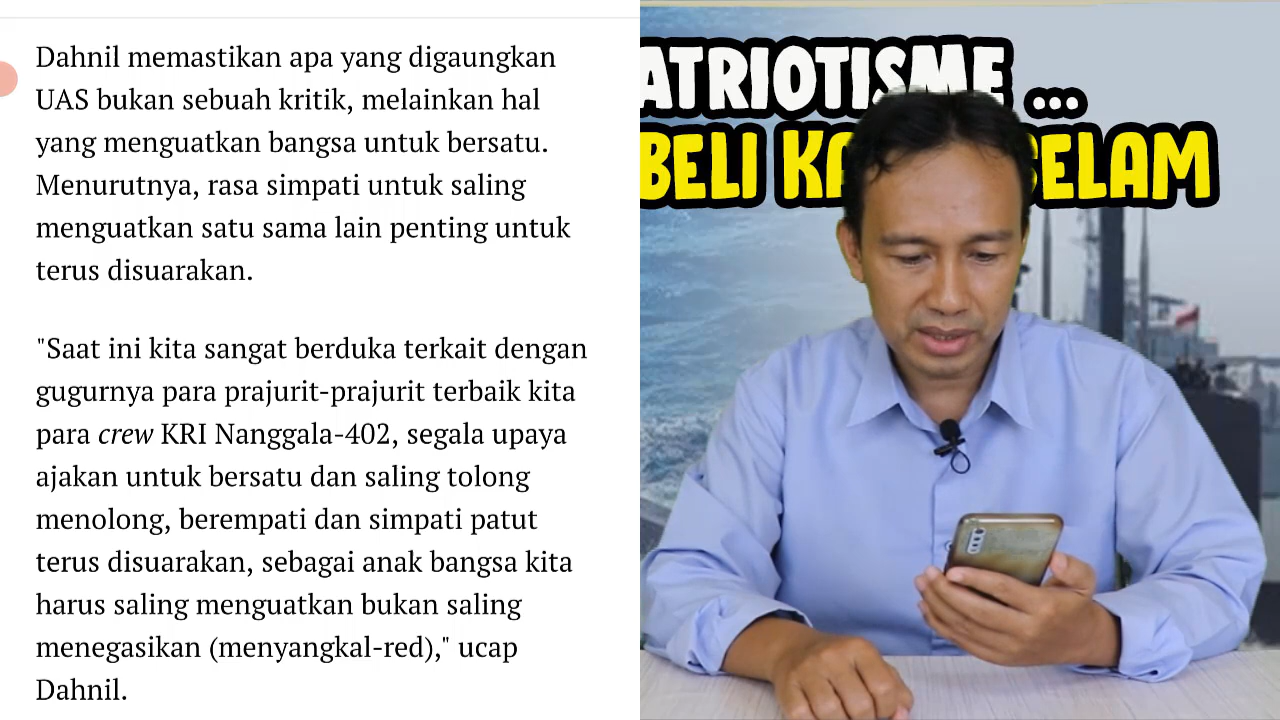 Dahnil memastikan apa yang digaungkan
UAS bukan sebuah kritik, melainkan hal
yang menguatkan bangsa untuk bersatu.
Menurutnya, rasa simpati untuk saling
menguatkan satu sama lain penting untuk
terus disuarakan.
"Saat ini kita sangat berduka terkait dengan
gugurnya para prajurit-prajurit terbaik kita
para crew KRI Nanggala-402, segala upaya
ajakan untuk bersatu dan saling tolong
menolong, berempati dan simpati patut
terus disuarakan, sebagai anak bangsa kita
harus saling menguatkan bukan saling
menegasikan (menyangkal-red)," ucap
Dahnil.
ATRIOTISME ...
BELI KA ELAM